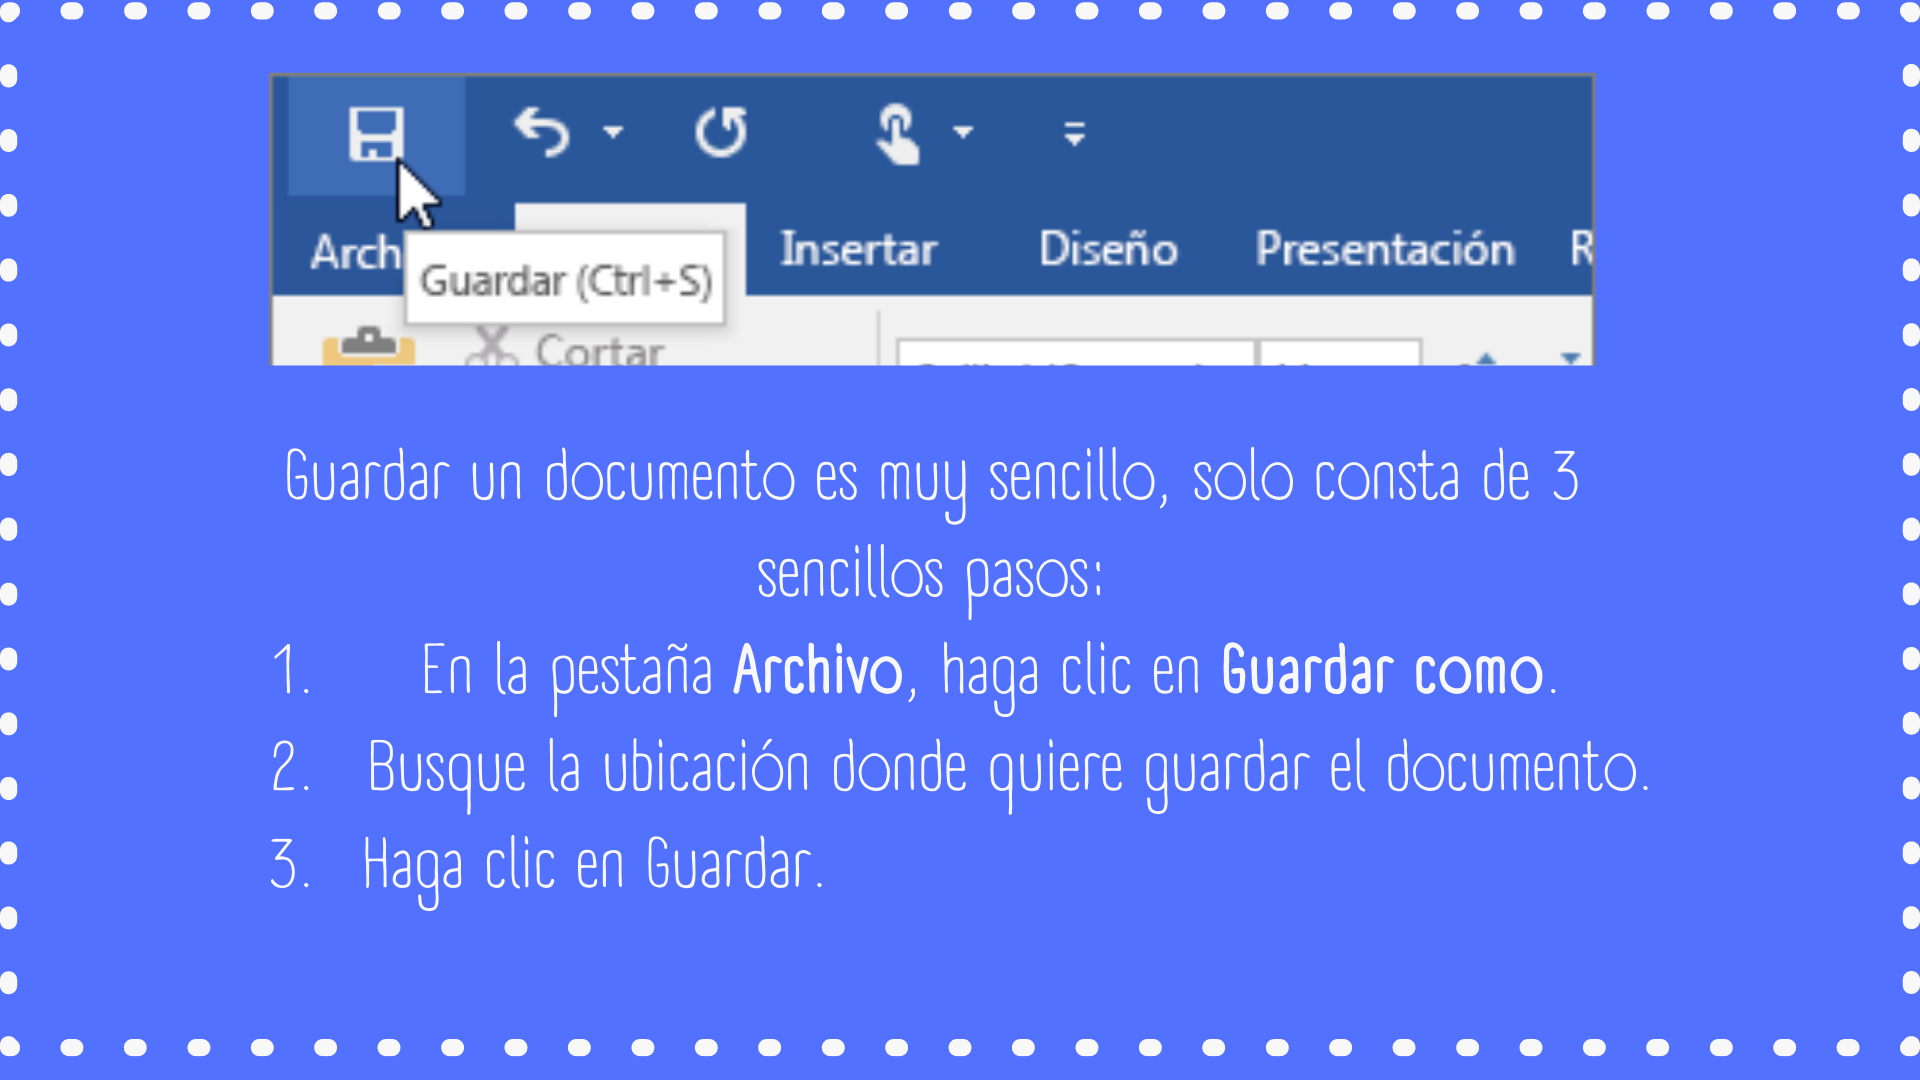 Arch
Guardar (Ctrl+S)
Insertar
Diseño
Presentación
R
Cortar
Guardar un documento es muy sencillo, solo consta de 3
sencillos pasos:
1. En la pestaña Archivo, haga clic en Guardar como.
2. Busque la ubicación donde quiere guardar el documento.
3. Haga clic en Guardar.